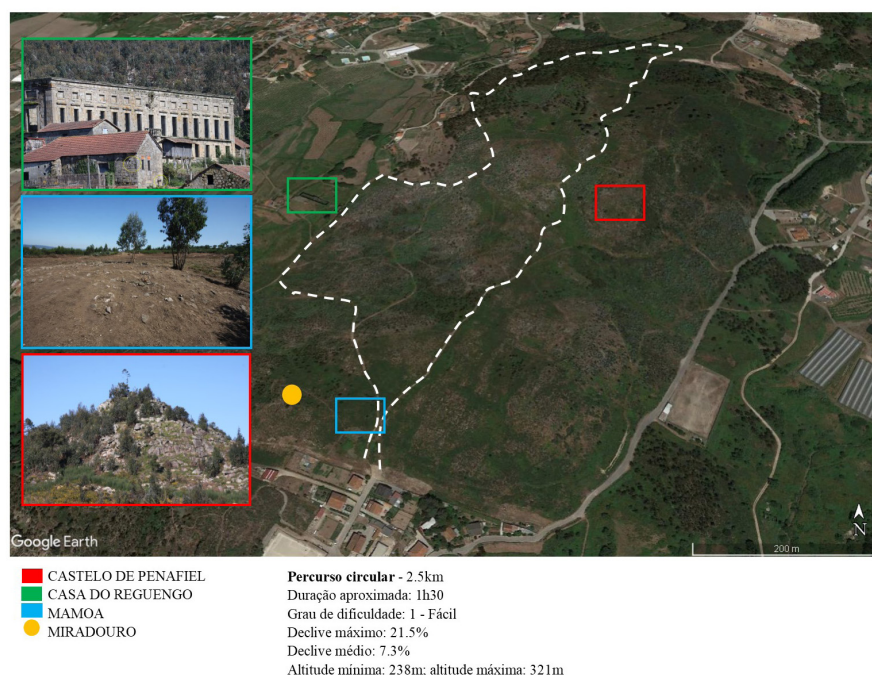 Google Earth
N
200 m
CASTELO DE PENAFIEL
CASA DO REGUENGO
MAMOA
MIRADOURO
Percurso circular - 2.5km
Duração aproximada: 1h30
Grau de dificuldade: 1 - Fácil
Declive máximo: 21.5%
Declive médio: 7.3%
Altitude mínima: 238m; altitude máxima: 321m